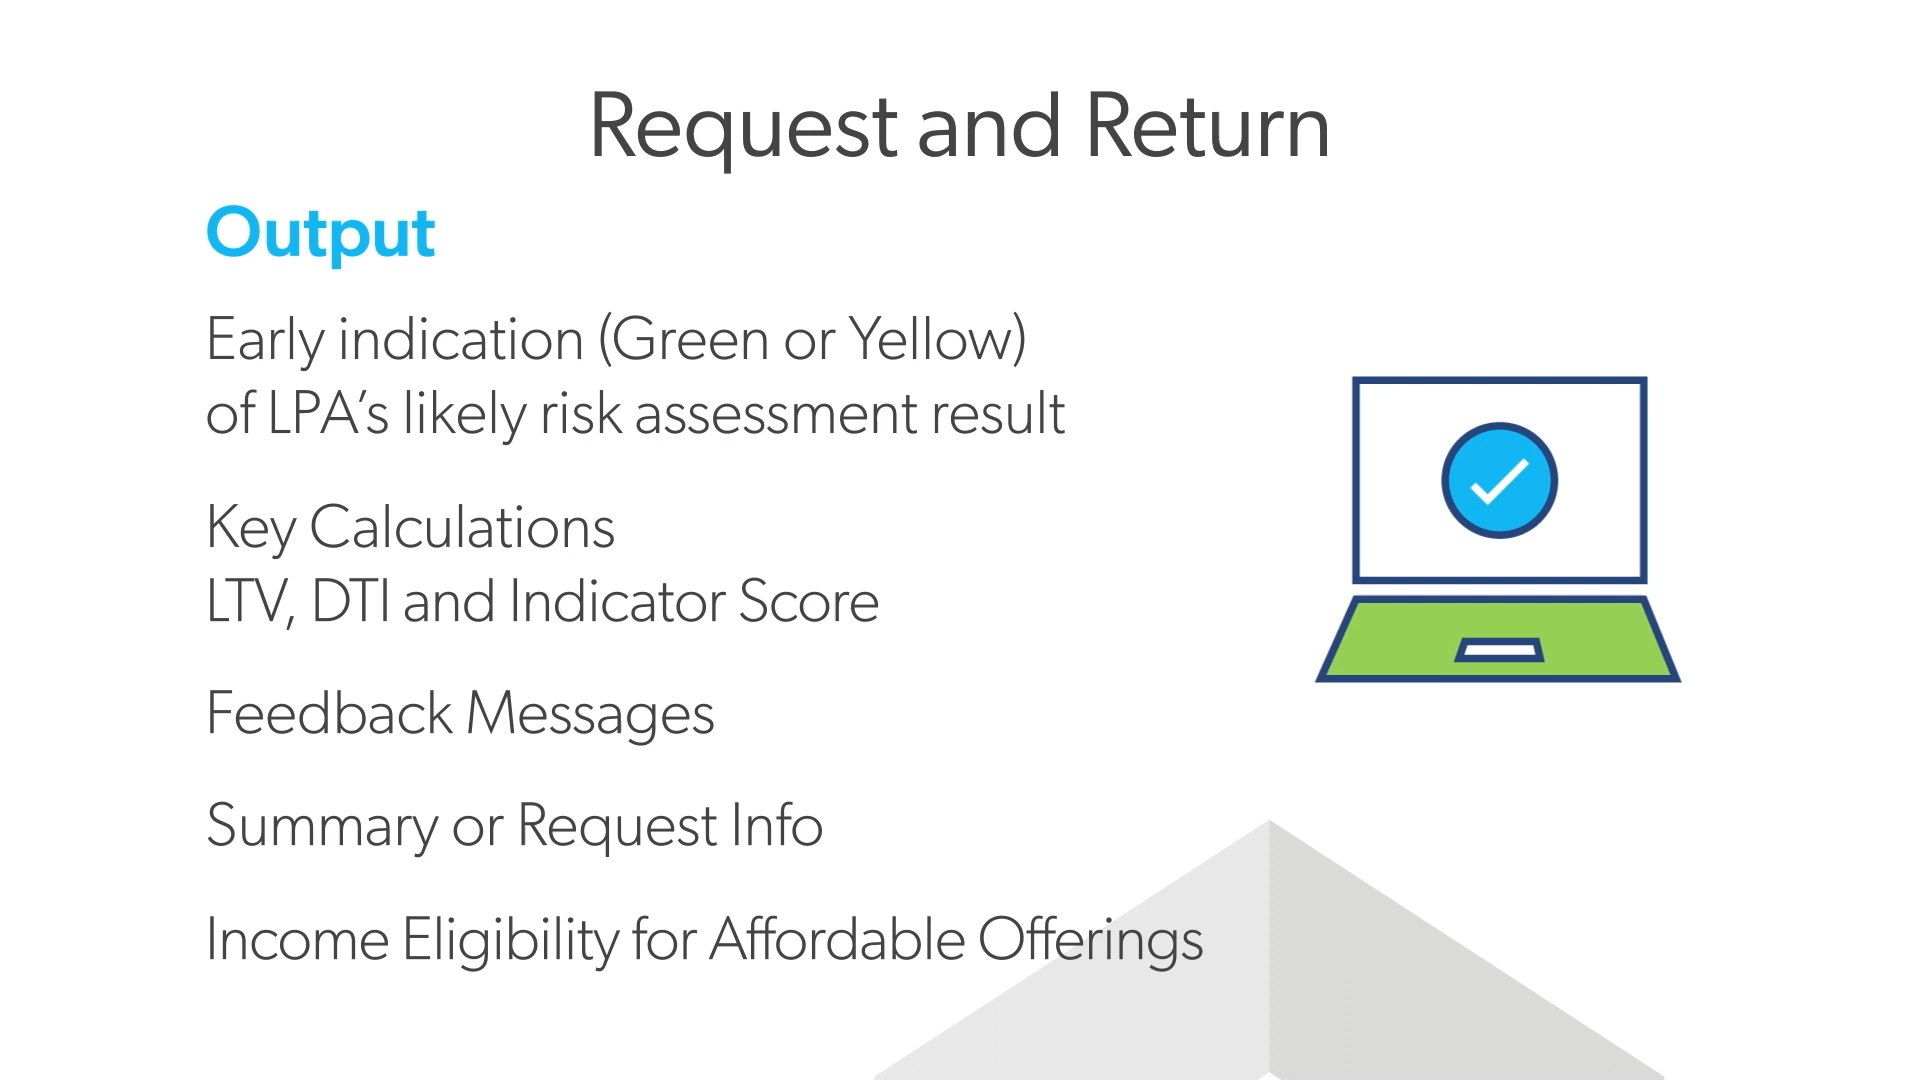 Request and Return
Output
Early indication (Green or Yellow)
of LPA’s likely risk assessment result
Key Calculations
LTV, DTI and Indicator Score
Feedback Messages
Summary or Request Info
Income Eligibility for Affordable Offerings